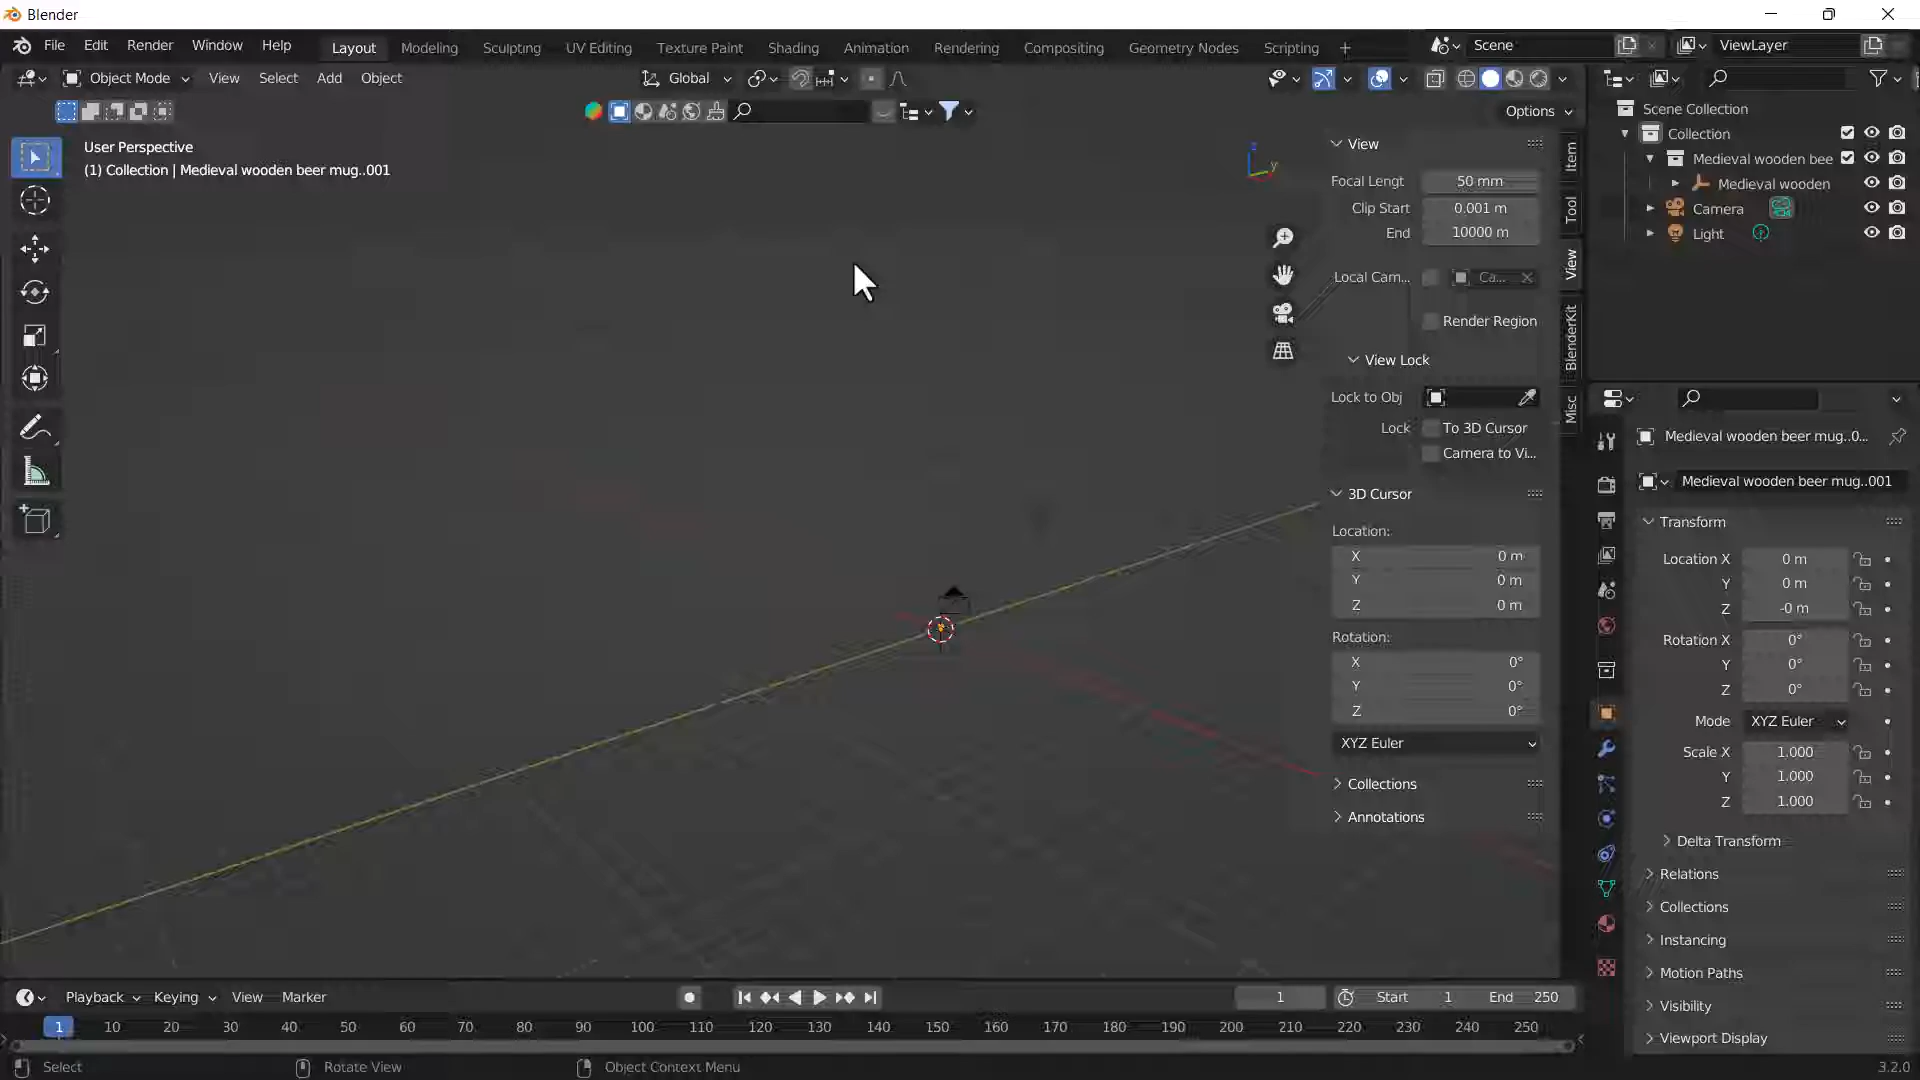 Blender
File Edit Render Window Help Layout Modeling Sculpting UV Editing Texture Paint Shading Animation Rendering Compositing Geometry Nodes Scripting + Scene ViewLayer
Object Mode View Select Add Object Global
Options
User Perspective
(1) Collection | Medieval wooden beer mug..001
Z
Y
View
Focal Lengt 50 mm
Clip Start 0.001 m
End 10000 m
Local Cam... Ca...
Render Region
View Lock
Lock to Obj
Lock To 3D Cursor
Camera to Vi...
3D Cursor
Location:
X 0 m
Y 0 m
Z 0 m
Rotation:
X 0°
Y 0°
Z 0°
XYZ Euler
Collections
Annotations
Item
Tool
View
BlenderKit
Misc
Scene Collection
Collection
Medieval wooden bee
Medieval wooden
Camera
Light
Medieval wooden beer mug..0...
Medieval wooden beer mug..001
Transform
Location X 0 m
Y 0 m
Z -0 m
Rotation X 0°
Y 0°
Z 0°
Mode XYZ Euler
Scale X 1.000
Y 1.000
Z 1.000
Delta Transform
Relations
Collections
Instancing
Motion Paths
Visibility
Viewport Display
Playback Keying View Marker 1 Start 1 End 250
1 10 20 30 40 50 60 70 80 90 100 110 120 130 140 150 160 170 180 190 200 210 220 230 240 250
Select Rotate View Object Context Menu 3.2.0